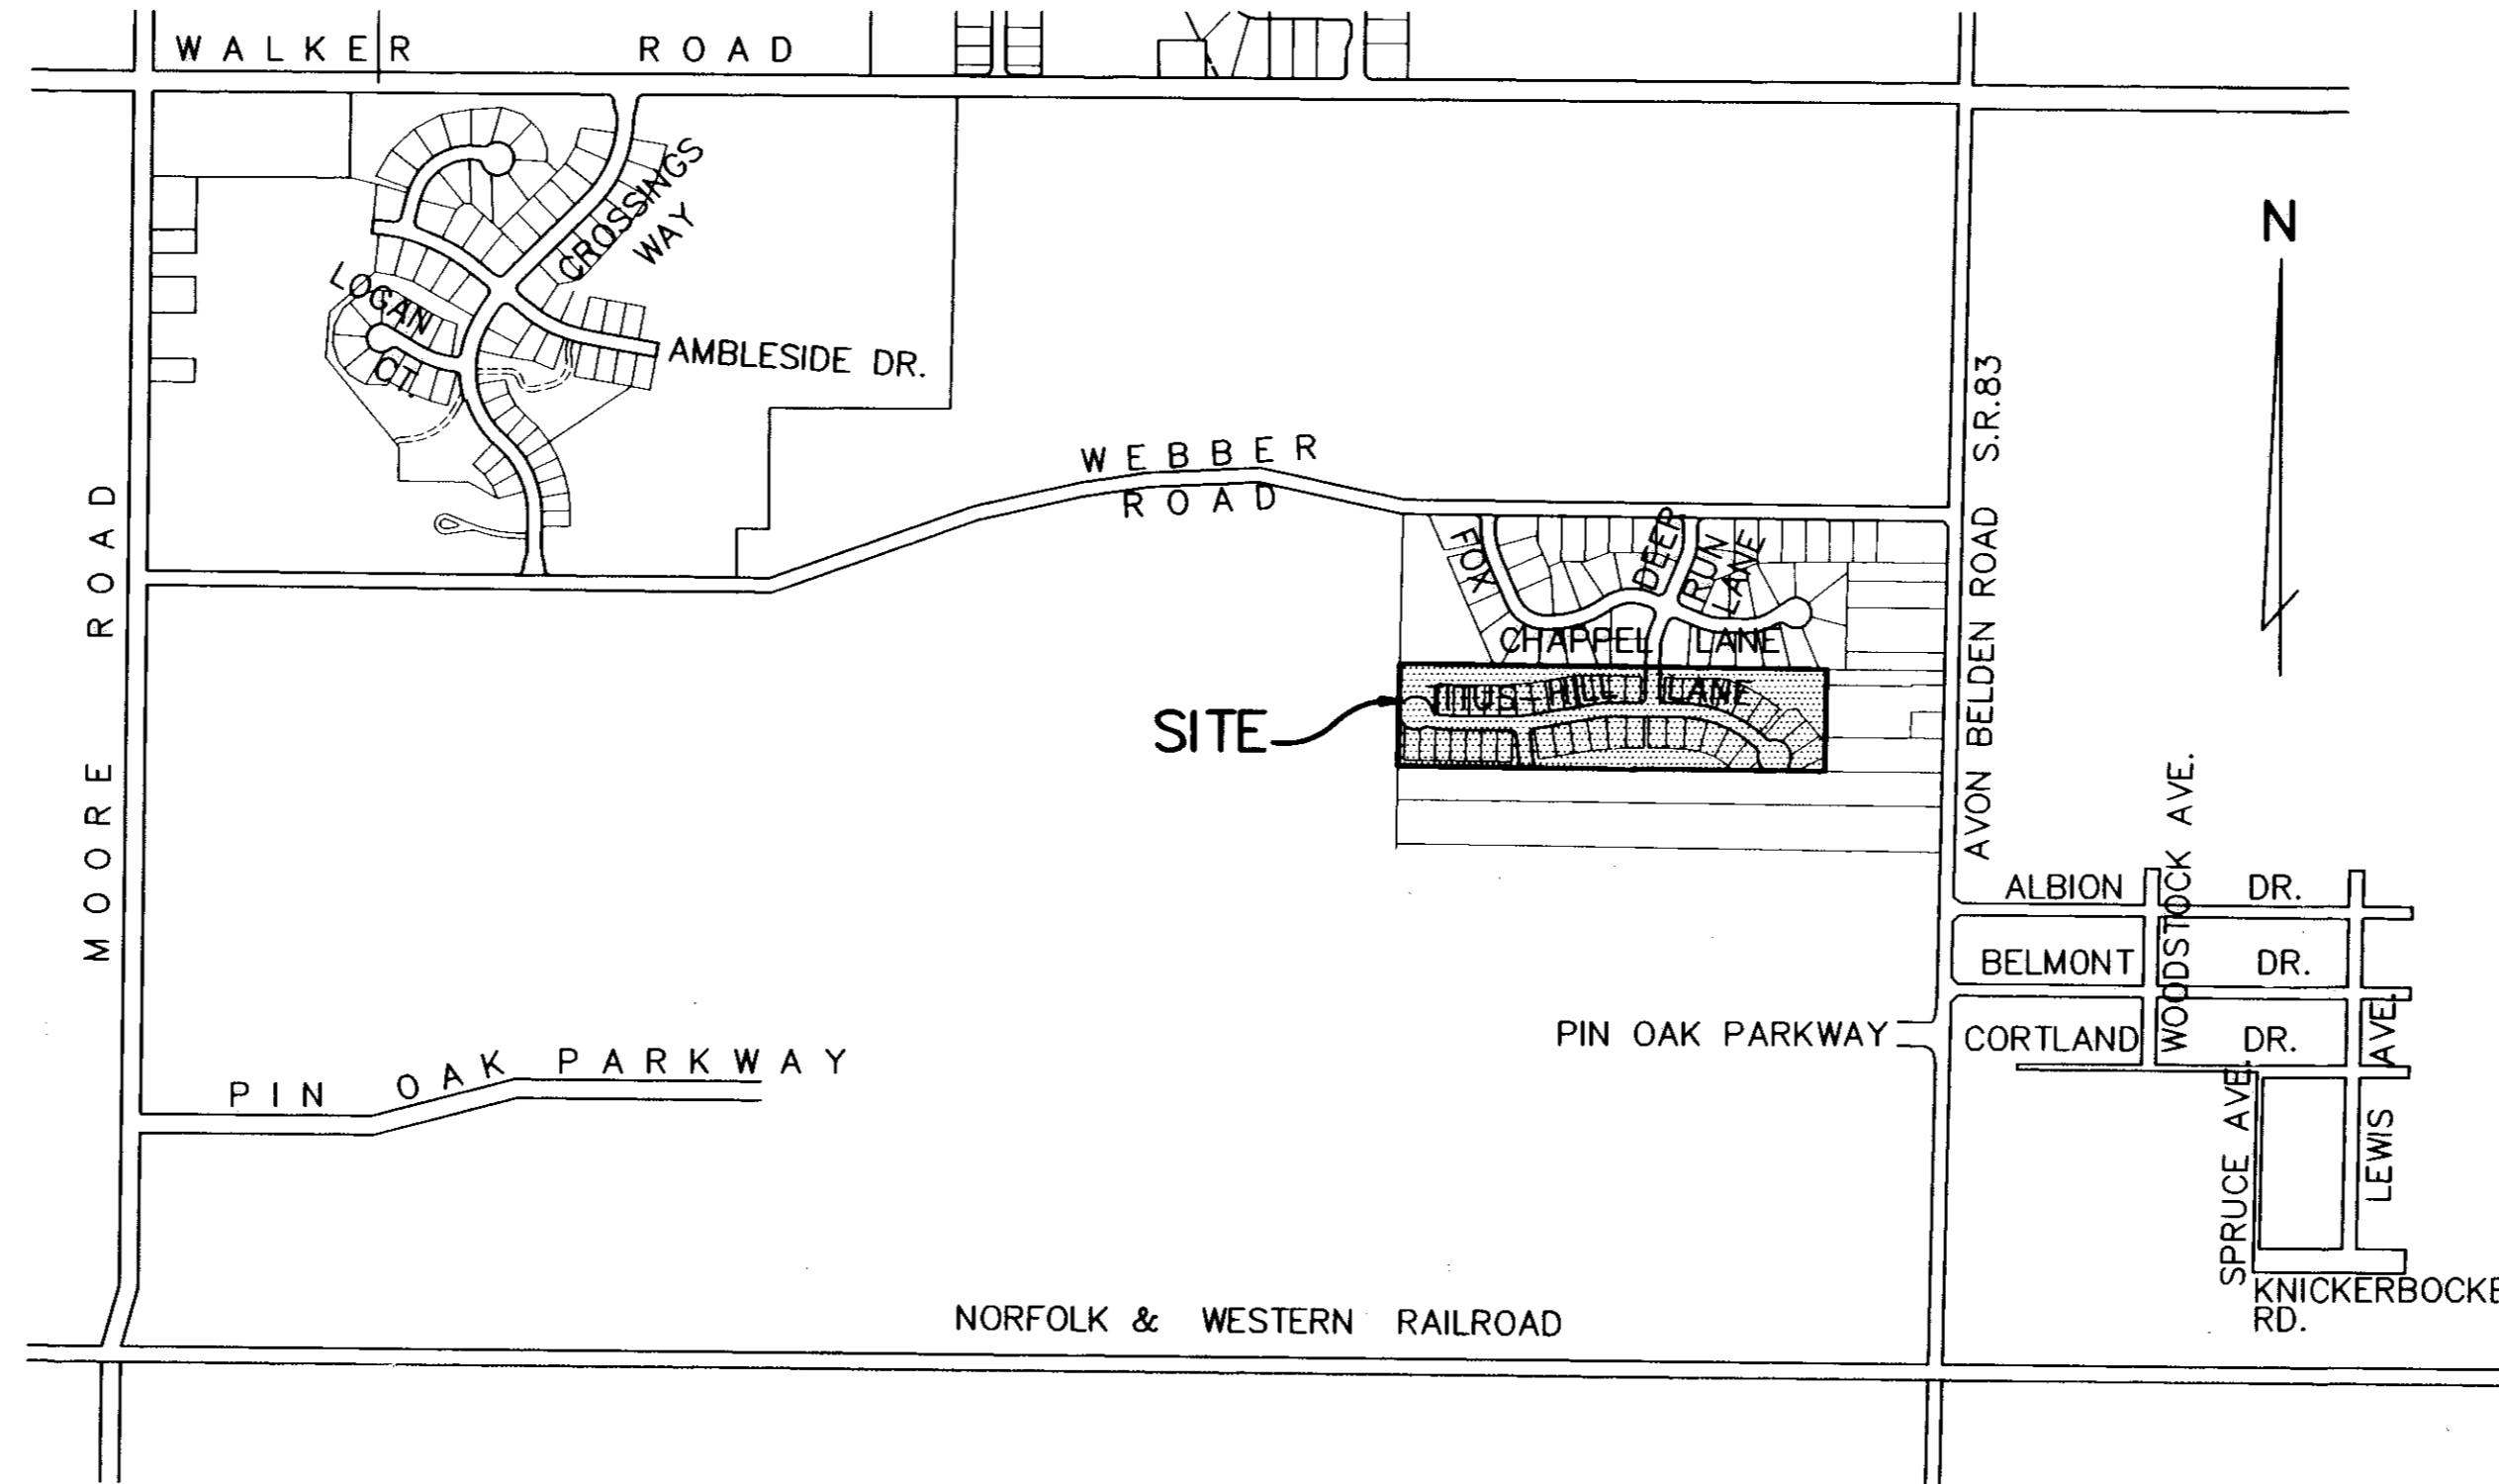 WALKER ROAD
N
CROSSINGS
WAY
LOGAN
CT.
AMBLESIDE DR.
S.R.83
WEBBER
ROAD
MOORE ROAD
FOX
DEER
RUN
LANE
CHAPPEL LANE
TITUS HILL LANE
SITE
AVON BELDEN ROAD
WOODSTOCK AVE.
ALBION DR.
BELMONT DR.
PIN OAK PARKWAY
CORTLAND DR.
PIN OAK PARKWAY
SPRUCE AVE.
LEWIS AVE.
KNICKERBOCKE
RD.
NORFOLK & WESTERN RAILROAD